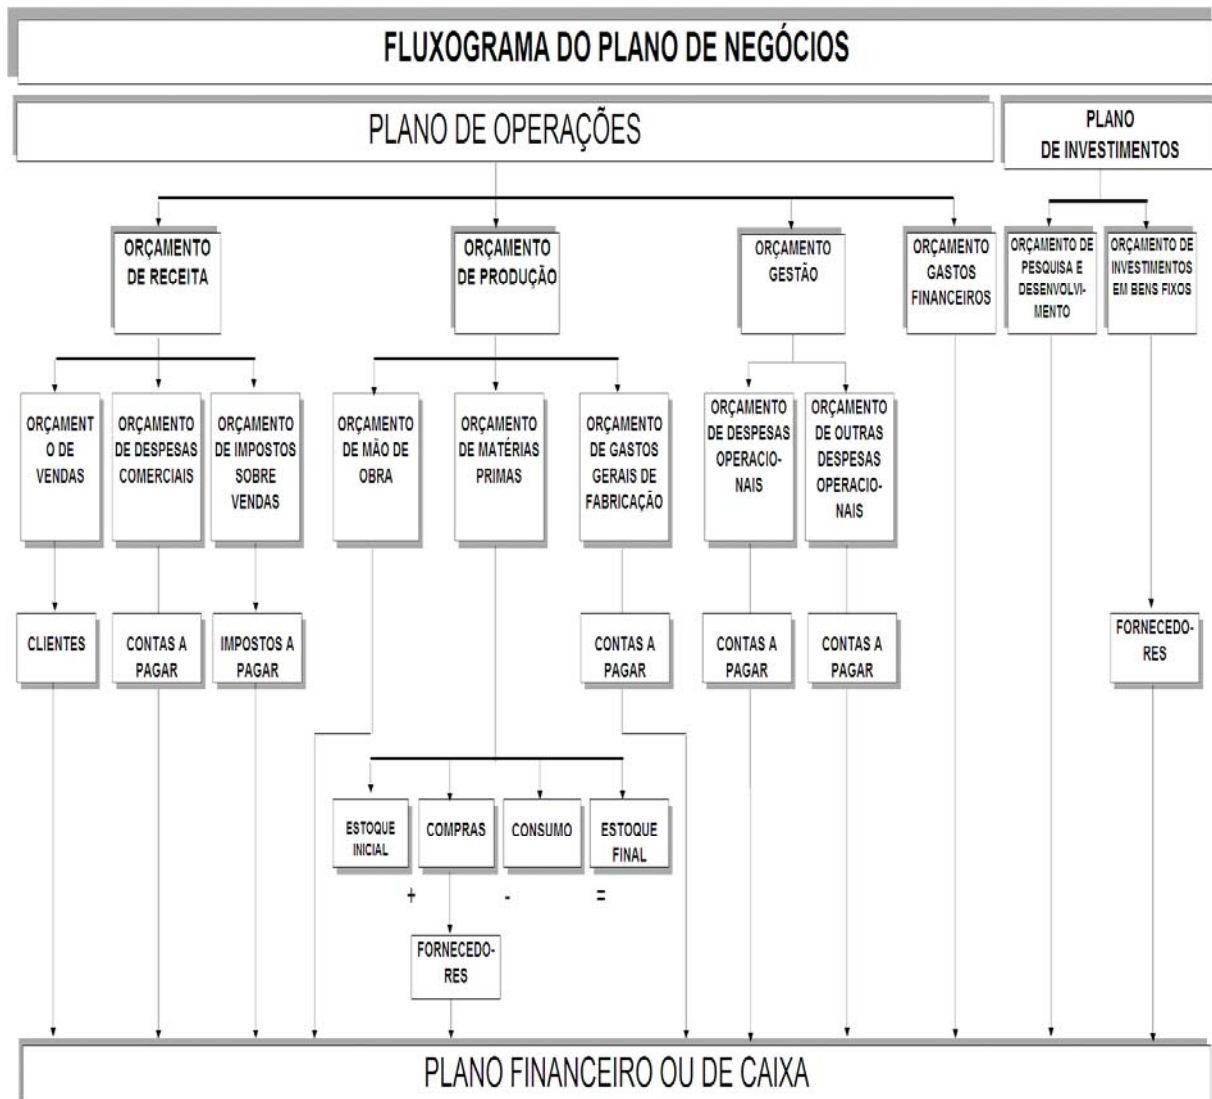 FLUXOGRAMA DO PLANO DE NEGÓCIOS
PLANO DE OPERAÇÕES
PLANO
DE INVESTIMENTOS
ORÇAMENTO
DE RECEITA
ORÇAMENTO
DE PRODUÇÃO
ORÇAMENTO
GESTÃO
ORÇAMENTO
GASTOS
FINANCEIROS
ORÇAMENTO DE
PESQUISA E
DESENVOLVI-
MENTO
ORÇAMENTO DE
INVESTIMENTOS
EM BENS FIXOS
ORÇAMENT
O DE
VENDAS
ORÇAMENTO
DE DESPESAS
COMERCIAIS
ORÇAMENTO
DE IMPOSTOS
SOBRE
VENDAS
ORÇAMENTO
DE MÃO DE
OBRA
ORÇAMENTO
DE MATÉRIAS
PRIMAS
ORÇAMENTO
DE GASTOS
GERAIS DE
FABRICAÇÃO
ORÇAMENTO
DE DESPESAS
OPERACIO-
NAIS
ORÇAMENTO
DE OUTRAS
DESPESAS
OPERACIO-
NAIS
CLIENTES
CONTAS A
PAGAR
IMPOSTOS A
PAGAR
CONTAS A
PAGAR
CONTAS A
PAGAR
CONTAS A
PAGAR
FORNECEDO-
RES
ESTOQUE
INICIAL
COMPRAS
CONSUMO
ESTOQUE
FINAL
+ - =
FORNECEDO-
RES
PLANO FINANCEIRO OU DE CAIXA